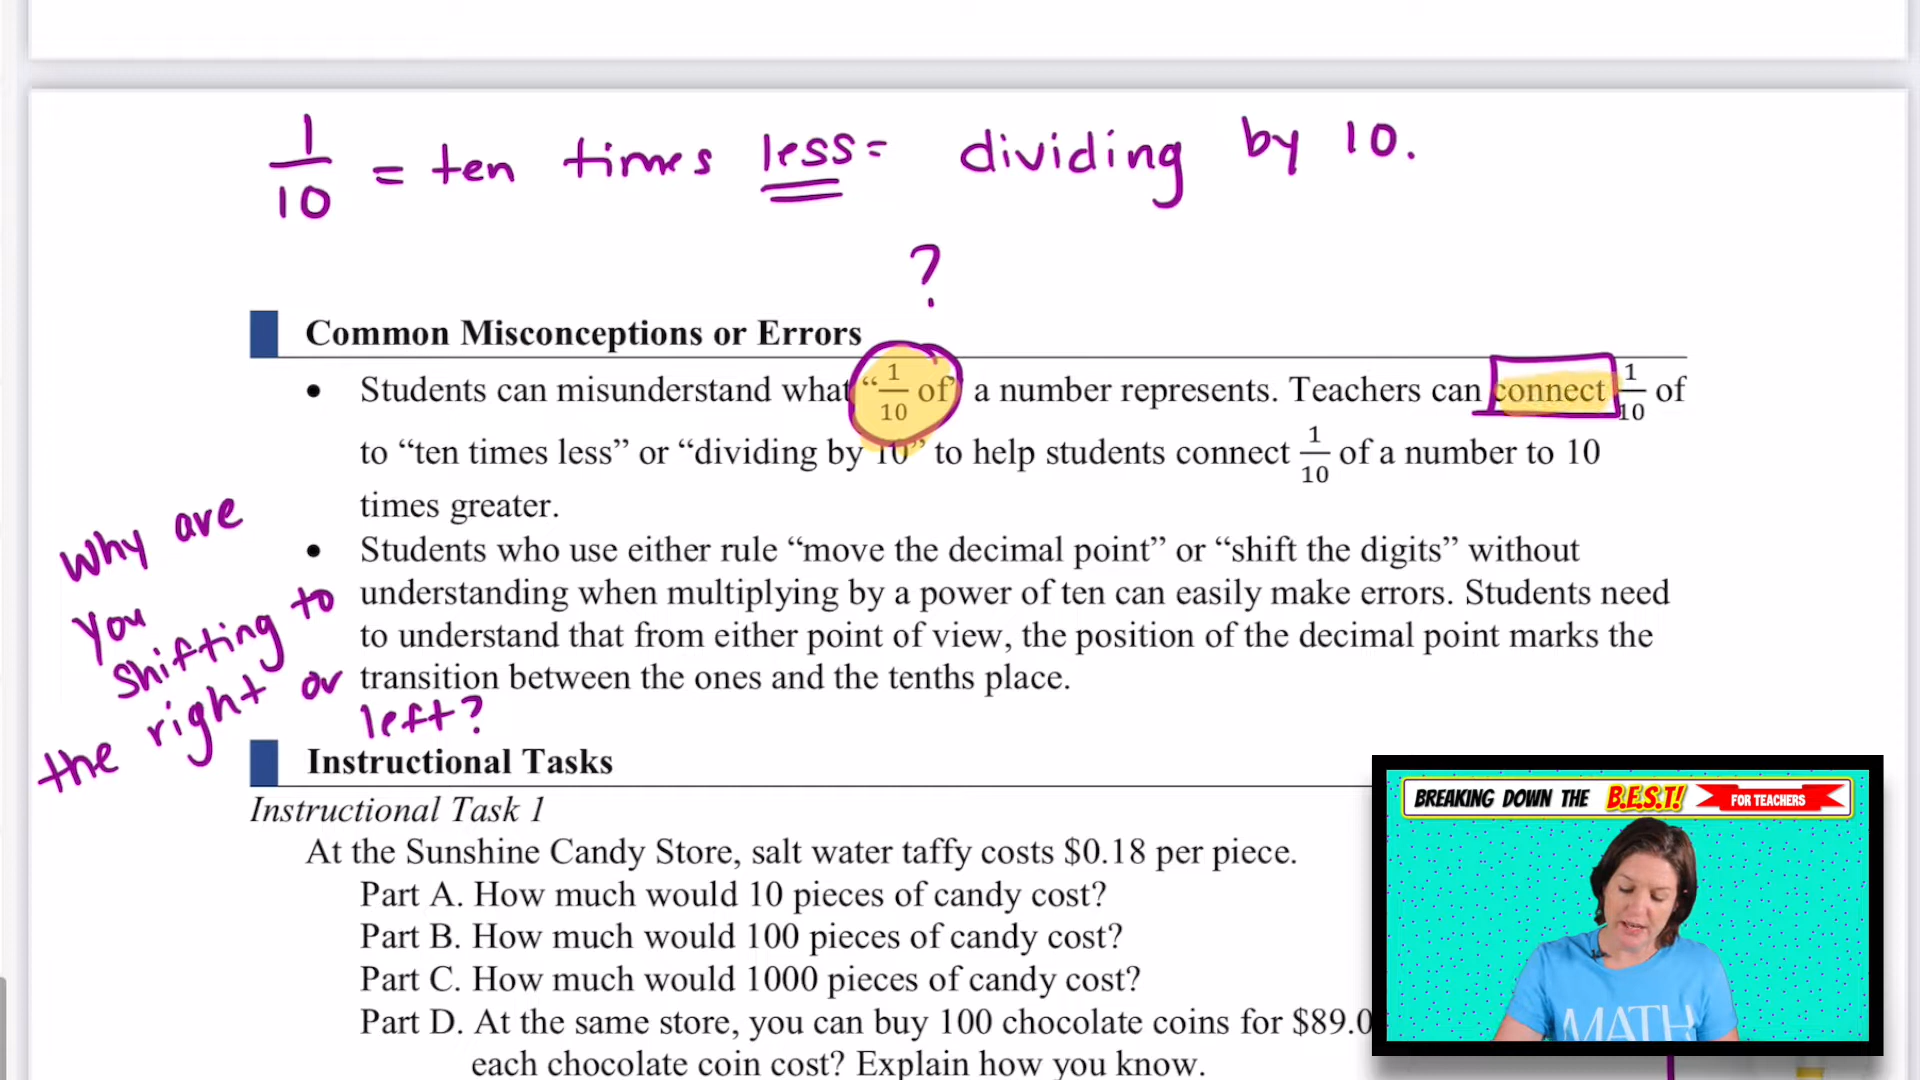 1/10 = ten times less = dividing by 10.
?
Common Misconceptions or Errors
• Students can misunderstand what “1/10 of” a number represents. Teachers can connect 1/10 of
to “ten times less” or “dividing by 10” to help students connect 1/10 of a number to 10
times greater.
• Students who use either rule “move the decimal point” or “shift the digits” without
understanding when multiplying by a power of ten can easily make errors. Students need
to understand that from either point of view, the position of the decimal point marks the
transition between the ones and the tenths place.
Why are
you
shifting to
the right or
left?
Instructional Tasks
Instructional Task 1
At the Sunshine Candy Store, salt water taffy costs $0.18 per piece.
Part A. How much would 10 pieces of candy cost?
Part B. How much would 100 pieces of candy cost?
Part C. How much would 1000 pieces of candy cost?
Part D. At the same store, you can buy 100 chocolate coins for $89.0
each chocolate coin cost? Explain how you know.
BREAKING DOWN THE B.E.S.T! FOR TEACHERS
MATH